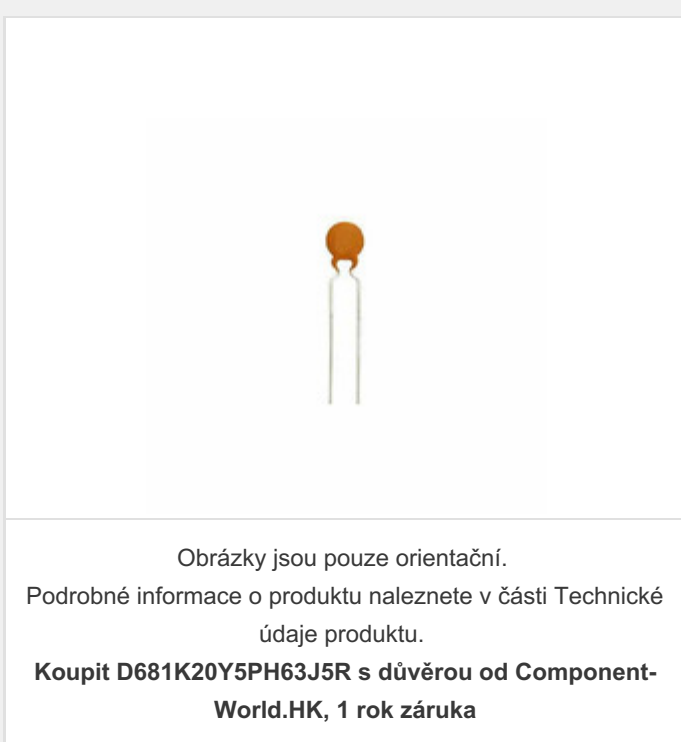 Obrázky jsou pouze orientační.
Podrobné informace o produktu naleznete v části Technické
údaje produktu.
Koupit D681K20Y5PH63J5R s důvěrou od Component-
World.HK, 1 rok záruka